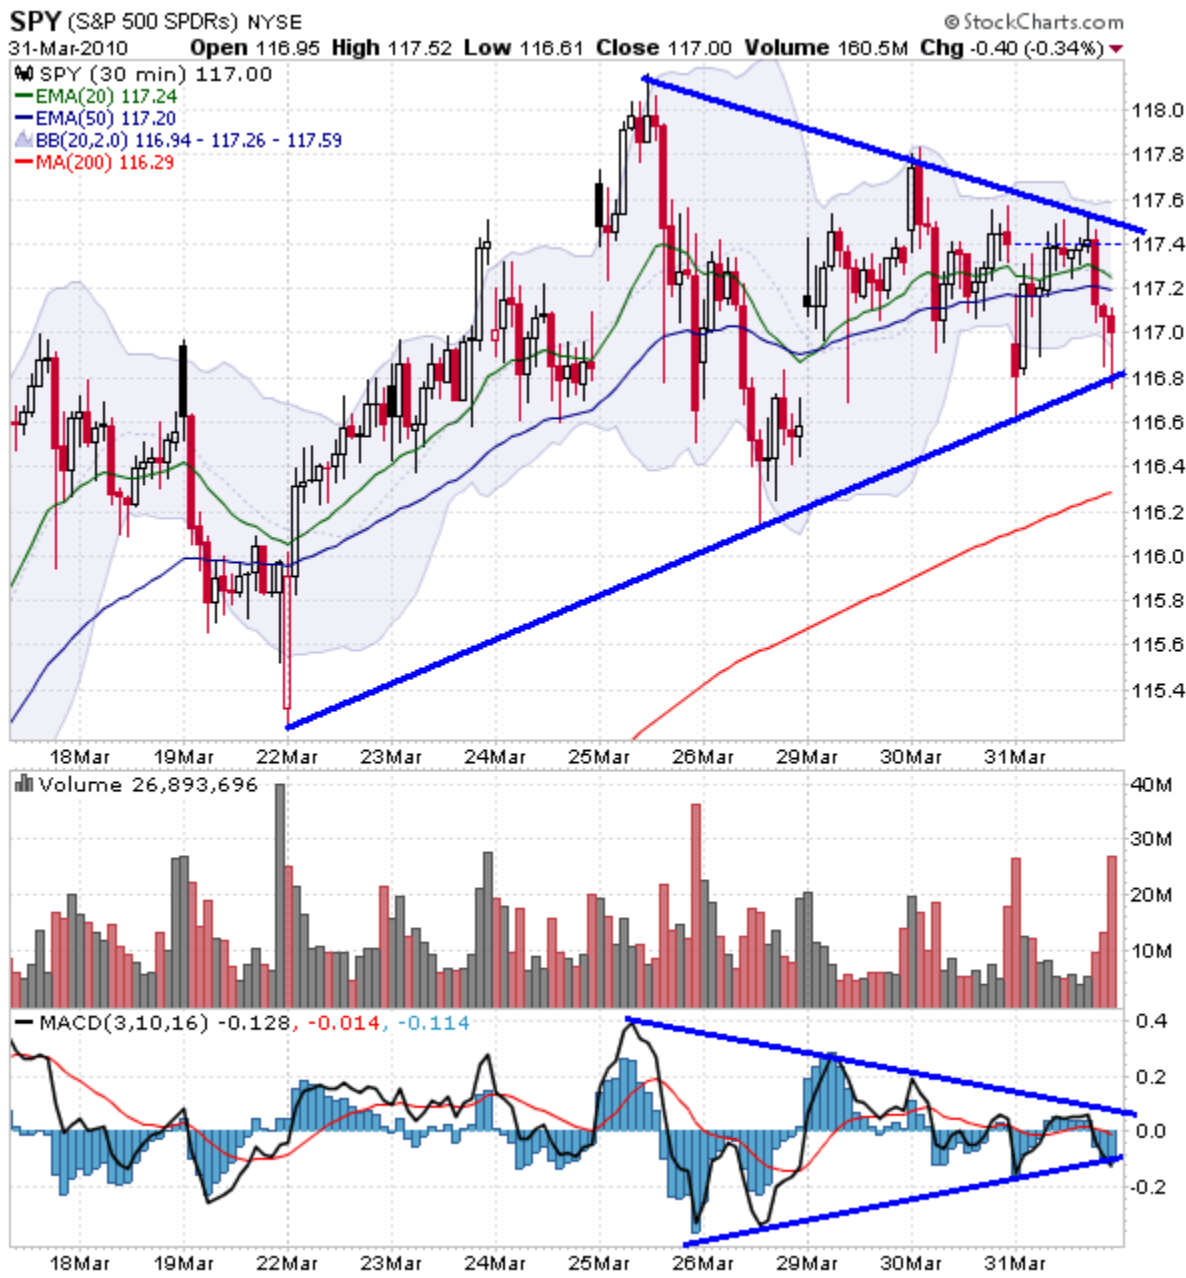 SPY (S&P 500 SPDRs) NYSE
© StockCharts.com
31-Mar-2010 Open 116.95 High 117.52 Low 116.61 Close 117.00 Volume 160.5M Chg -0.40 (-0.34%)
SPY (30 min) 117.00
EMA(20) 117.24
EMA(50) 117.20
BB(20,2.0) 116.94 - 117.26 - 117.59
MA(200) 116.29
118.0
117.8
117.6
117.4
117.2
117.0
116.8
116.6
116.4
116.2
116.0
115.8
115.6
115.4
18Mar 19Mar 22Mar 23Mar 24Mar 25Mar 26Mar 29Mar 30Mar 31Mar
Volume 26,893,696
40M
30M
20M
10M
MACD(3,10,16) -0.128, -0.014, -0.114
0.4
0.2
0.0
-0.2
18Mar 19Mar 22Mar 23Mar 24Mar 25Mar 26Mar 29Mar 30Mar 31Mar